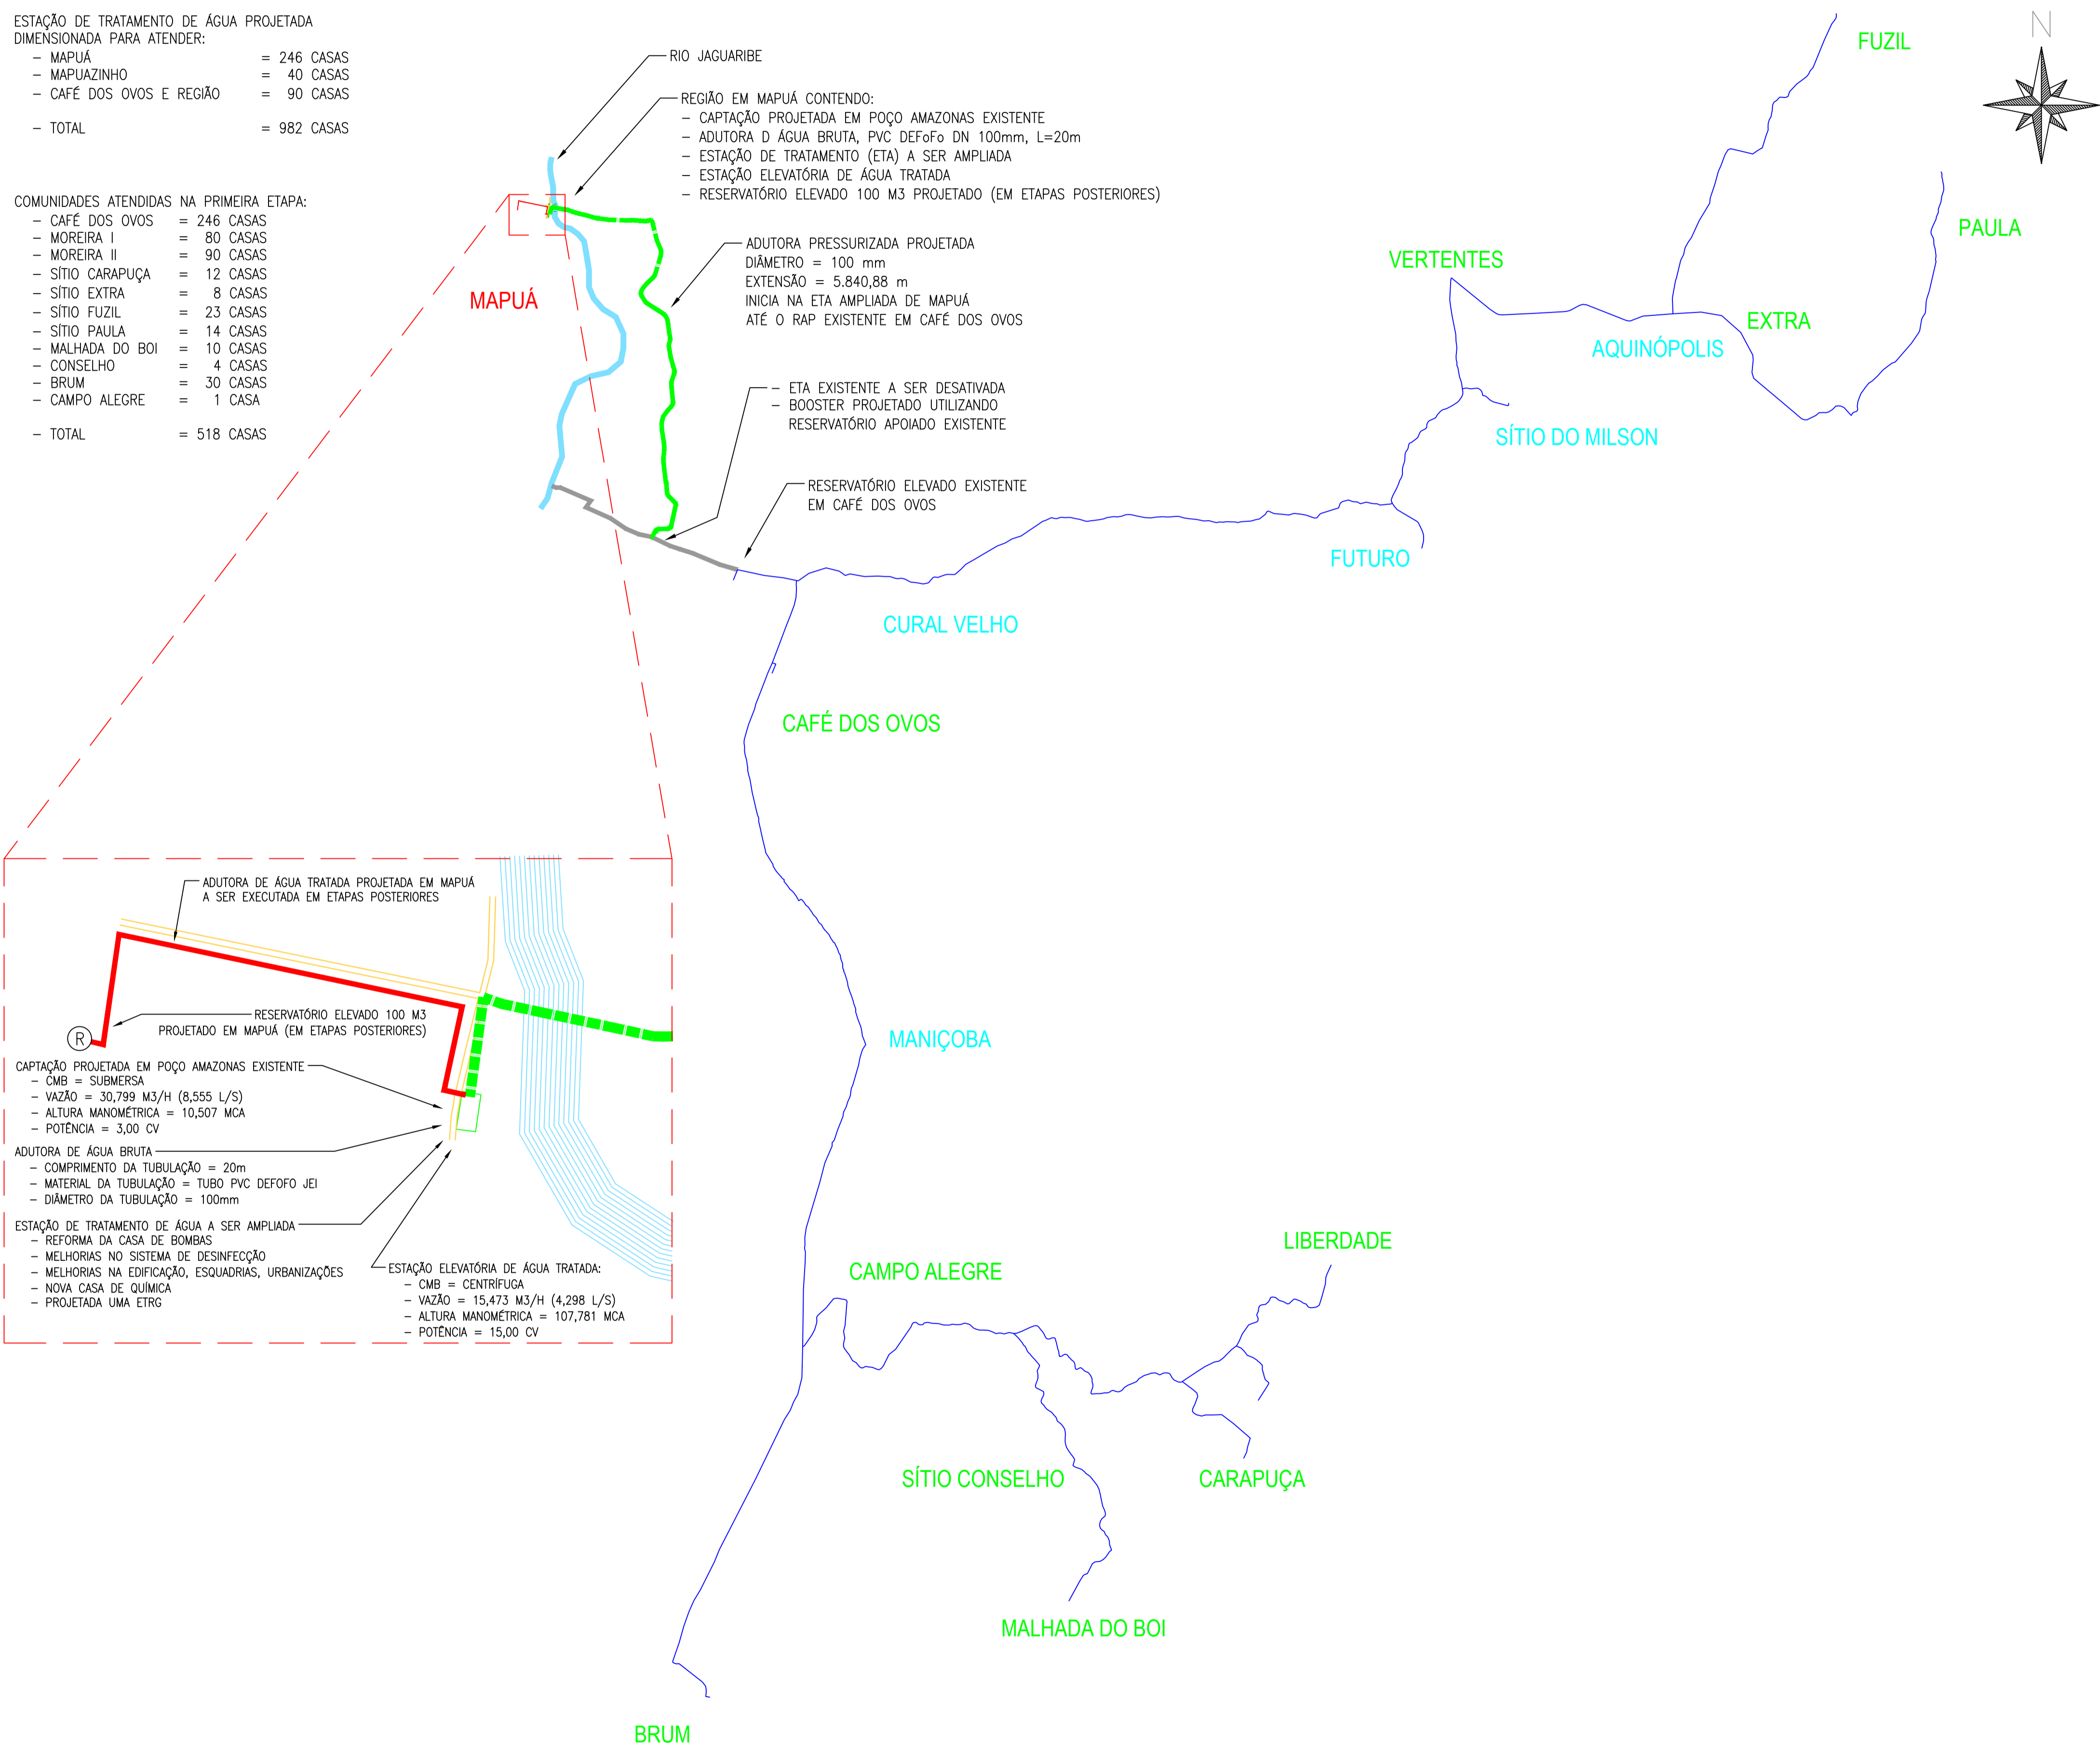 ESTAÇÃO DE TRATAMENTO DE ÁGUA PROJETADA
DIMENSIONADA PARA ATENDER:
– MAPUÁ = 246 CASAS
– MAPUAZINHO = 40 CASAS
– CAFÉ DOS OVOS E REGIÃO = 90 CASAS
– TOTAL = 982 CASAS
COMUNIDADES ATENDIDAS NA PRIMEIRA ETAPA:
– CAFÉ DOS OVOS = 246 CASAS
– MOREIRA I = 80 CASAS
– MOREIRA II = 90 CASAS
– SÍTIO CARAPUÇA = 12 CASAS
– SÍTIO EXTRA = 8 CASAS
– SÍTIO FUZIL = 23 CASAS
– SÍTIO PAULA = 14 CASAS
– MALHADA DO BOI = 10 CASAS
– CONSELHO = 4 CASAS
– BRUM = 30 CASAS
– CAMPO ALEGRE = 1 CASA
– TOTAL = 518 CASAS
RIO JAGUARIBE
REGIÃO EM MAPUÁ CONTENDO:
– CAPTAÇÃO PROJETADA EM POÇO AMAZONAS EXISTENTE
– ADUTORA D ÁGUA BRUTA, PVC DEFoFo DN 100mm, L=20m
– ESTAÇÃO DE TRATAMENTO (ETA) A SER AMPLIADA
– ESTAÇÃO ELEVATÓRIA DE ÁGUA TRATADA
– RESERVATÓRIO ELEVADO 100 M3 PROJETADO (EM ETAPAS POSTERIORES)
ADUTORA PRESSURIZADA PROJETADA
DIÂMETRO = 100 mm
EXTENSÃO = 5.840,88 m
INICIA NA ETA AMPLIADA DE MAPUÁ
ATÉ O RAP EXISTENTE EM CAFÉ DOS OVOS
MAPUÁ
– ETA EXISTENTE A SER DESATIVADA
– BOOSTER PROJETADO UTILIZANDO
RESERVATÓRIO APOIADO EXISTENTE
RESERVATÓRIO ELEVADO EXISTENTE
EM CAFÉ DOS OVOS
N
FUZIL
PAULA
VERTENTES
EXTRA
AQUINÓPOLIS
SÍTIO DO MILSON
FUTURO
CURAL VELHO
CAFÉ DOS OVOS
MANIÇOBA
LIBERDADE
CAMPO ALEGRE
SÍTIO CONSELHO
CARAPUÇA
MALHADA DO BOI
BRUM
ADUTORA DE ÁGUA TRATADA PROJETADA EM MAPUÁ
A SER EXECUTADA EM ETAPAS POSTERIORES
RESERVATÓRIO ELEVADO 100 M3
PROJETADO EM MAPUÁ (EM ETAPAS POSTERIORES)
R
CAPTAÇÃO PROJETADA EM POÇO AMAZONAS EXISTENTE
– CMB = SUBMERSA
– VAZÃO = 30,799 M3/H (8,555 L/S)
– ALTURA MANOMÉTRICA = 10,507 MCA
– POTÊNCIA = 3,00 CV
ADUTORA DE ÁGUA BRUTA
– COMPRIMENTO DA TUBULAÇÃO = 20m
– MATERIAL DA TUBULAÇÃO = TUBO PVC DEFOFO JEI
– DIÂMETRO DA TUBULAÇÃO = 100mm
ESTAÇÃO DE TRATAMENTO DE ÁGUA A SER AMPLIADA
– REFORMA DA CASA DE BOMBAS
– MELHORIAS NO SISTEMA DE DESINFECÇÃO
– MELHORIAS NA EDIFICAÇÃO, ESQUADRIAS, URBANIZAÇÕES
– NOVA CASA DE QUÍMICA
– PROJETADA UMA ETRG
ESTAÇÃO ELEVATÓRIA DE ÁGUA TRATADA:
– CMB = CENTRÍFUGA
– VAZÃO = 15,473 M3/H (4,298 L/S)
– ALTURA MANOMÉTRICA = 107,781 MCA
– POTÊNCIA = 15,00 CV